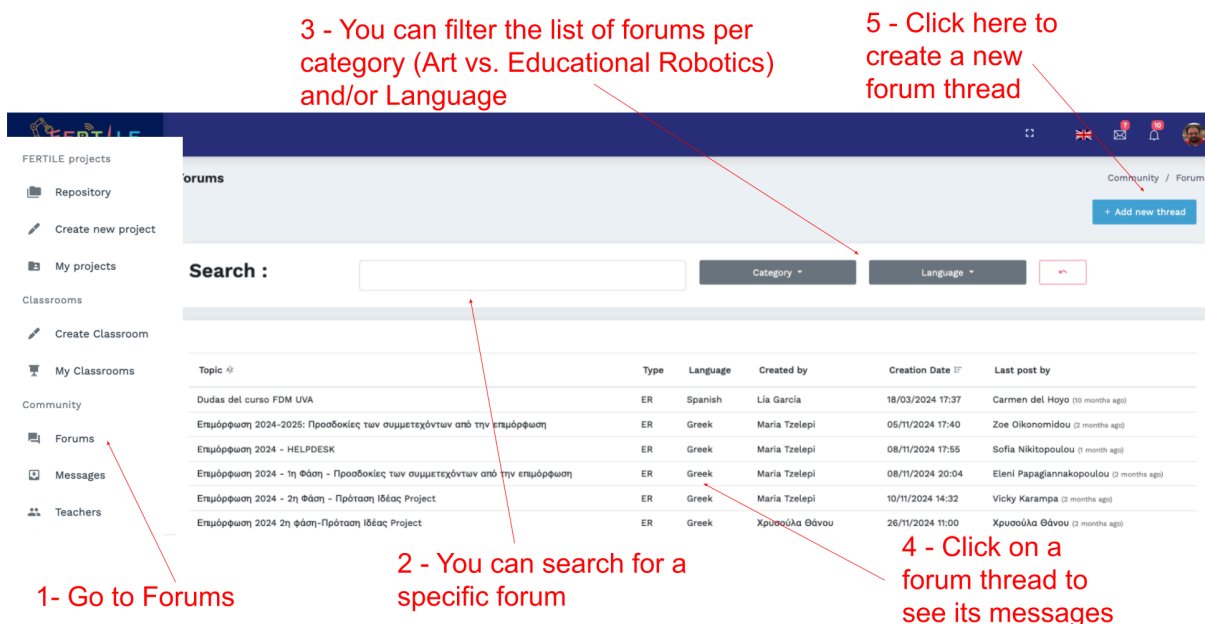 3 - You can filter the list of forums per
category (Art vs. Educational Robotics)
and/or Language
5 - Click here to
create a new
forum thread
FERTILE
7
10
FERTILE projects
Repository
Create new project
My projects
Classrooms
Create Classroom
My Classrooms
Community
Forums
Messages
Teachers
orums
Community / Forum
+ Add new thread
Search :
Category
Language
Topic Type Language Created by Creation Date Last post by
Dudas del curso FDM UVA ER Spanish Lía García 18/03/2024 17:37 Carmen del Hoyo (10 months ago)
Επιμόρφωση 2024-2025: Προσδοκίες των συμμετεχόντων από την επιμόρφωση ER Greek Maria Tzelepi 05/11/2024 17:40 Zoe Oikonomidou (2 months ago)
Επιμόρφωση 2024 - HELPDESK ER Greek Maria Tzelepi 08/11/2024 17:55 Sofia Nikitopoulou (1 month ago)
Επιμόρφωση 2024 - 1η Φάση - Προσδοκίες των συμμετεχόντων από την επιμόρφωση ER Greek Maria Tzelepi 08/11/2024 20:04 Eleni Papagiannakopoulou (2 months ago)
Επιμόρφωση 2024 - 2η Φάση - Πρόταση Ιδέας Project ER Greek Maria Tzelepi 10/11/2024 14:32 Vicky Karampa (2 months ago)
Επιμόρφωση 2024 2η φάση-Πρόταση Ιδέας Project ER Greek Χρυσούλα Θάνου 26/11/2024 11:00 Χρυσούλα Θάνου (2 months ago)
1- Go to Forums
2 - You can search for a
specific forum
4 - Click on a
forum thread to
see its messages